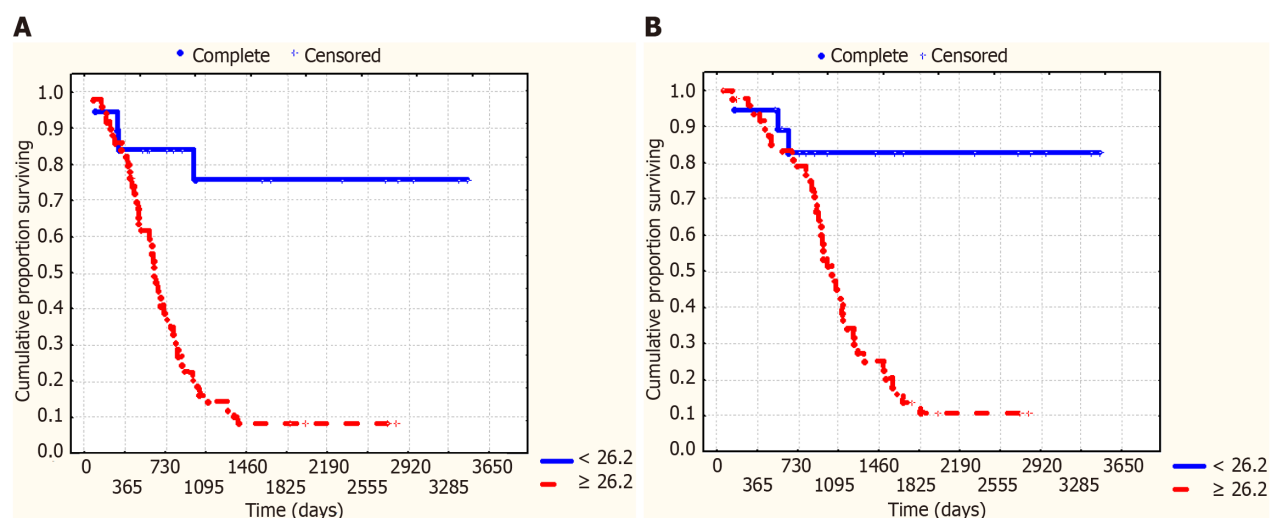 A
Complete Censored
Cumulative proportion surviving
1.0
0.9
0.8
0.7
0.6
0.5
0.4
0.3
0.2
0.1
0.0
0 730 1460 2190 2920 3650
365 1095 1825 2555 3285
Time (days)
< 26.2
≥ 26.2
B
Complete Censored
Cumulative proportion surviving
1.0
0.9
0.8
0.7
0.6
0.5
0.4
0.3
0.2
0.1
0.0
0 730 1460 2190 2920 3650
365 1095 1825 2555 3285
Time (days)
< 26.2
≥ 26.2